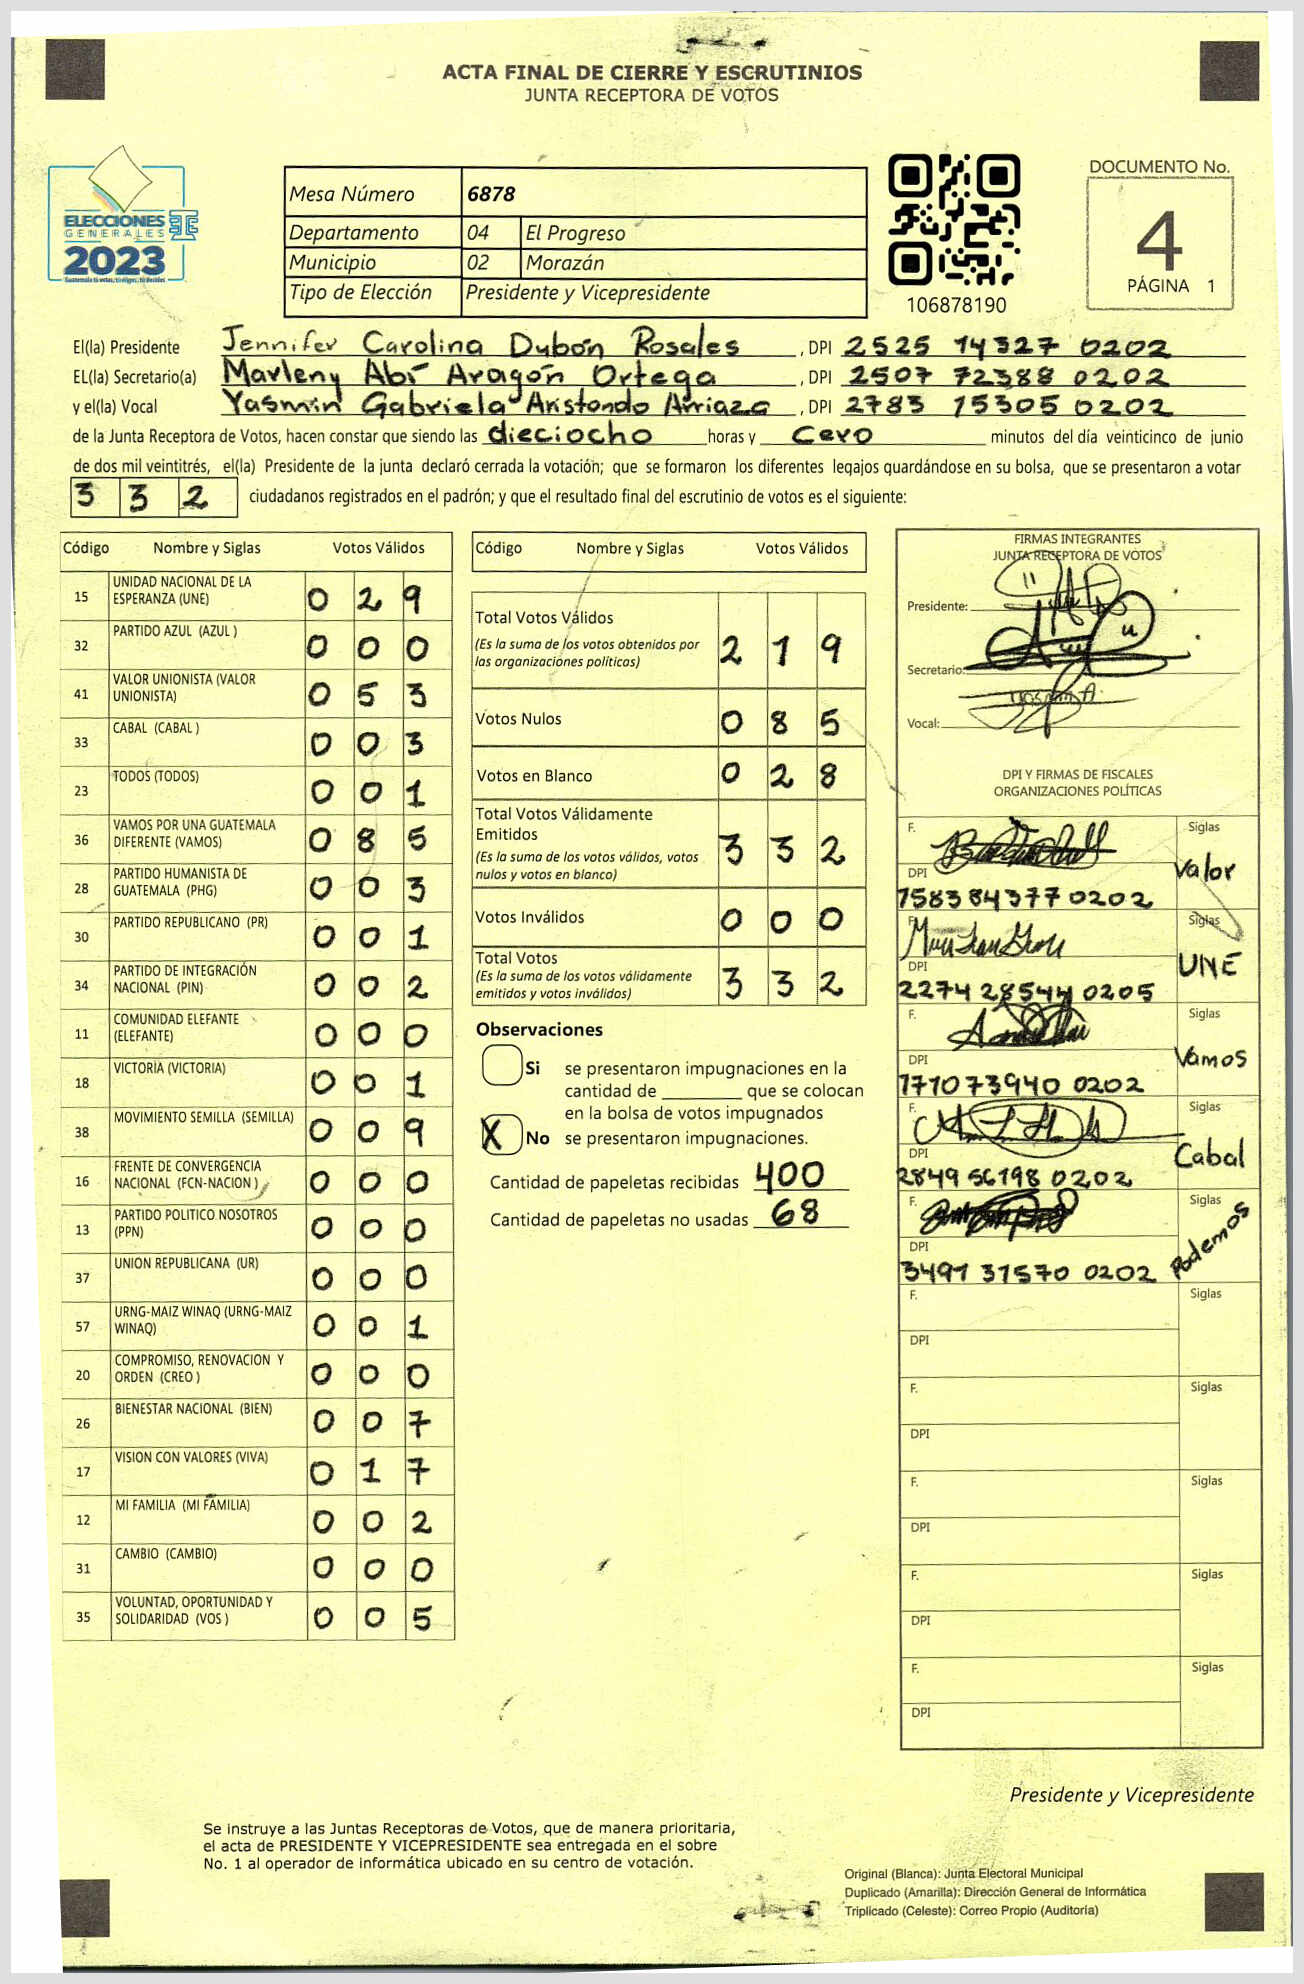 ACTA FINAL DE CIERRE Y ESCRUTINIOS
JUNTA RECEPTORA DE VOTOS
ELECCIONES
GENERALES
2023
Mesa Número 6878
Departamento 04 El Progreso
Municipio 02 Morazán
Tipo de Elección Presidente y Vicepresidente
106878190
DOCUMENTO No.
4
PÁGINA 1
El(la) Presidente Jennifer Carolina Dubón Rosales , DPI 2525 14327 0202
EL(la) Secretario(a) Marleny Abí Aragón Ortega , DPI 2507 72388 0202
y el(la) Vocal Yasmin Gabriela Aristondo Arriaza , DPI 2783 15305 0202
de la Junta Receptora de Votos, hacen constar que siendo las dieciocho horas y Cero minutos del día veinticinco de junio
de dos mil veintitrés, el(la) Presidente de la junta declaró cerrada la votación; que se formaron los diferentes legajos guardándose en su bolsa, que se presentaron a votar
3 3 2 ciudadanos registrados en el padrón; y que el resultado final del escrutinio de votos es el siguiente:
Código Nombre y Siglas Votos Válidos
15 UNIDAD NACIONAL DE LA ESPERANZA (UNE) 0 2 9
32 PARTIDO AZUL (AZUL ) 0 0 0
41 VALOR UNIONISTA (VALOR UNIONISTA) 0 5 3
33 CABAL (CABAL ) 0 0 3
23 TODOS (TODOS) 0 0 1
36 VAMOS POR UNA GUATEMALA DIFERENTE (VAMOS) 0 8 5
28 PARTIDO HUMANISTA DE GUATEMALA (PHG) 0 0 3
30 PARTIDO REPUBLICANO (PR) 0 0 1
34 PARTIDO DE INTEGRACIÓN NACIONAL (PIN) 0 0 2
11 COMUNIDAD ELEFANTE (ELEFANTE) 0 0 0
18 VICTORIA (VICTORIA) 0 0 1
38 MOVIMIENTO SEMILLA (SEMILLA) 0 0 9
16 FRENTE DE CONVERGENCIA NACIONAL (FCN-NACION ) 0 0 0
13 PARTIDO POLITICO NOSOTROS (PPN) 0 0 0
37 UNION REPUBLICANA (UR) 0 0 0
57 URNG-MAIZ WINAQ (URNG-MAIZ WINAQ) 0 0 1
20 COMPROMISO, RENOVACION Y ORDEN (CREO ) 0 0 0
26 BIENESTAR NACIONAL (BIEN) 0 0 7
17 VISION CON VALORES (VIVA) 0 1 7
12 MI FAMILIA (MI FAMILIA) 0 0 2
31 CAMBIO (CAMBIO) 0 0 0
35 VOLUNTAD, OPORTUNIDAD Y SOLIDARIDAD (VOS ) 0 0 5
Código Nombre y Siglas Votos Válidos
Total Votos Válidos 2 1 9
(Es la suma de los votos obtenidos por
las organizaciones políticas)
Votos Nulos 0 8 5
Votos en Blanco 0 2 8
Total Votos Válidamente
Emitidos 3 3 2
(Es la suma de los votos válidos, votos
nulos y votos en blanco)
Votos Inválidos 0 0 0
Total Votos 3 3 2
(Es la suma de los votos válidamente
emitidos y votos inválidos)
Observaciones
Si se presentaron impugnaciones en la
cantidad de ________ que se colocan
en la bolsa de votos impugnados
X No se presentaron impugnaciones.
Cantidad de papeletas recibidas 400
Cantidad de papeletas no usadas 68
FIRMAS INTEGRANTES
JUNTA RECEPTORA DE VOTOS
Presidente:
Secretario:
Vocal:
DPI Y FIRMAS DE FISCALES
ORGANIZACIONES POLÍTICAS
F. Siglas
Valor
DPI
1583 84377 0202
F. Siglas
UNE
DPI
2274 28544 0205
F. Siglas
Vamos
DPI
1710 73940 0202
F. Siglas
Cabal
DPI
2849 56198 0202
F. Siglas
Podemos
DPI
3491 31570 0202
F. Siglas
DPI
F. Siglas
DPI
F. Siglas
DPI
F. Siglas
DPI
F. Siglas
DPI
Presidente y Vicepresidente
Se instruye a las Juntas Receptoras de Votos, que de manera prioritaria,
el acta de PRESIDENTE Y VICEPRESIDENTE sea entregada en el sobre
No. 1 al operador de informática ubicado en su centro de votación.
Original (Blanca): Junta Electoral Municipal
Duplicado (Amarilla): Dirección General de Informática
Triplicado (Celeste): Correo Propio (Auditoría)